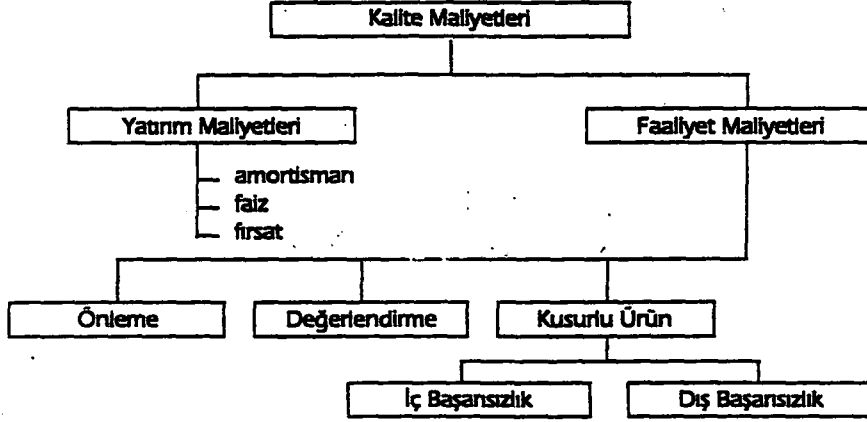 Kalite Maliyetleri
Yatırım Maliyetleri
Faaliyet Maliyetleri
amortisman
faiz
fırsat
Önleme
Değerlendirme
Kusurlu Ürün
İç Başarısızlık
Dış Başarısızlık